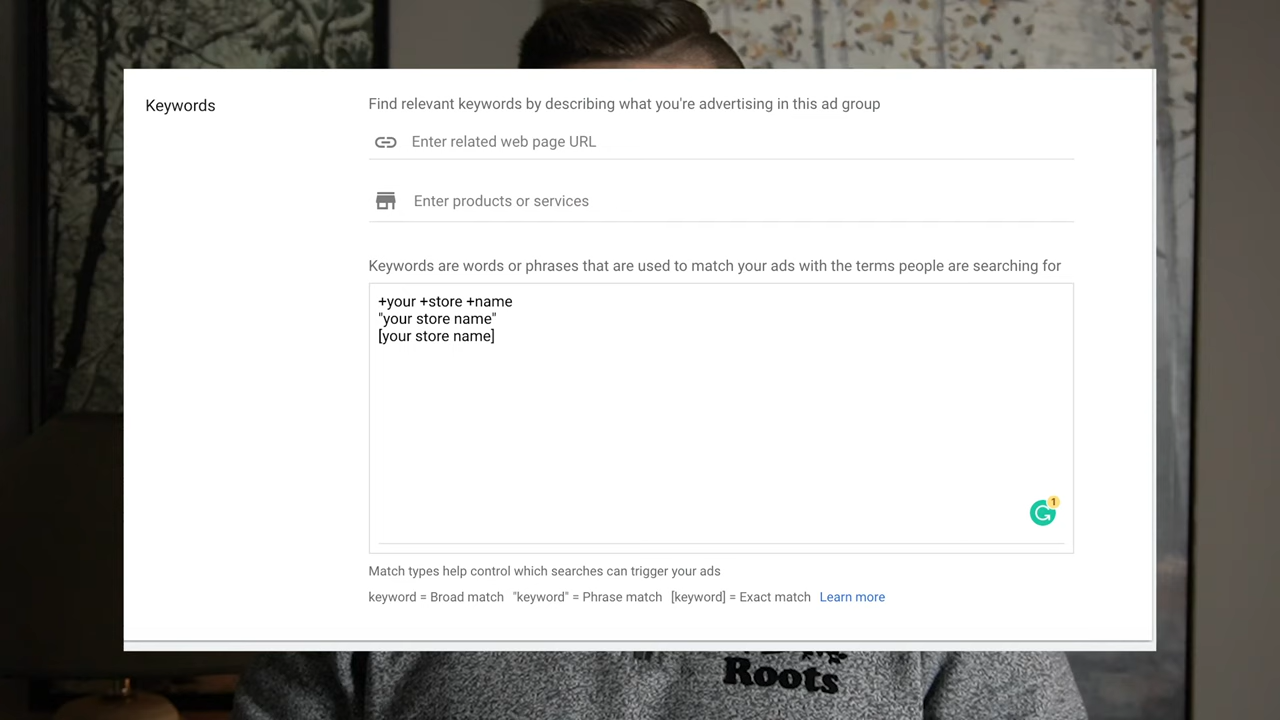 Keywords
Find relevant keywords by describing what you're advertising in this ad group
Enter related web page URL
Enter products or services
Keywords are words or phrases that are used to match your ads with the terms people are searching for
+your +store +name
"your store name"
[your store name]
1
Match types help control which searches can trigger your ads
keyword = Broad match "keyword" = Phrase match [keyword] = Exact match Learn more
Roots